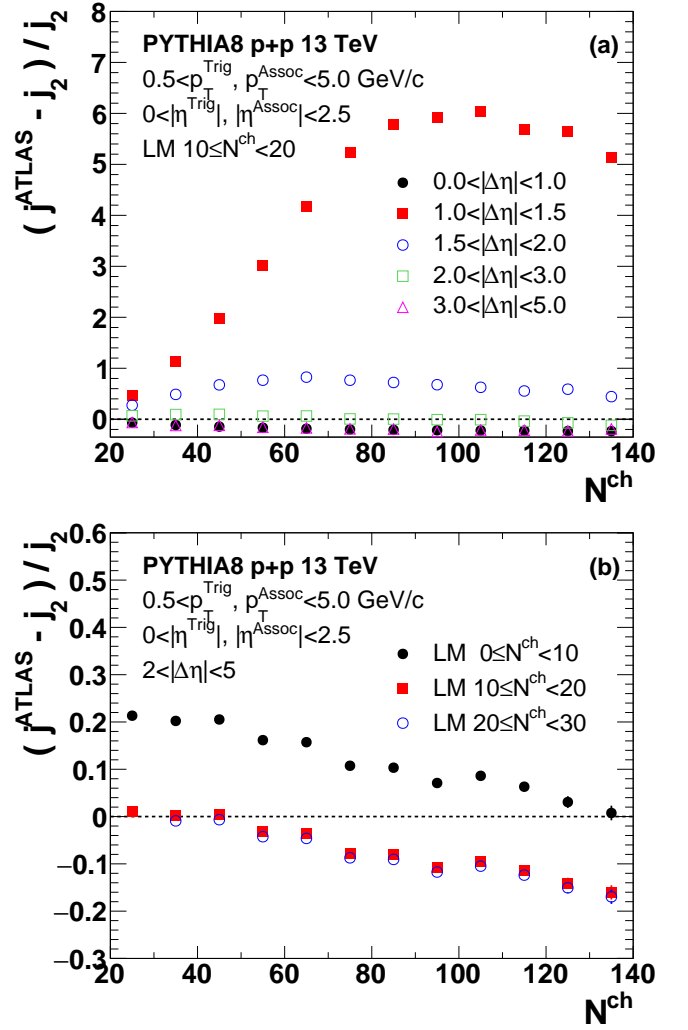 ( j^ATLAS - j_2 ) / j_2
8
7
6
5
4
3
2
1
0
PYTHIA8 p+p 13 TeV (a)
0.5<p_T^Trig, p_T^Assoc<5.0 GeV/c
0<|η^Trig|, |η^Assoc|<2.5
LM 10≤N^ch<20
0.0<|Δη|<1.0
1.0<|Δη|<1.5
1.5<|Δη|<2.0
2.0<|Δη|<3.0
3.0<|Δη|<5.0
20 40 60 80 100 120 140
N^ch
( j^ATLAS - j_2 ) / j_2
0.6
0.5
0.4
0.3
0.2
0.1
0
−0.1
−0.2
−0.3
PYTHIA8 p+p 13 TeV (b)
0.5<p_T^Trig, p_T^Assoc<5.0 GeV/c
0<|η^Trig|, |η^Assoc|<2.5
2<|Δη|<5
LM 0≤N^ch<10
LM 10≤N^ch<20
LM 20≤N^ch<30
20 40 60 80 100 120 140
N^ch